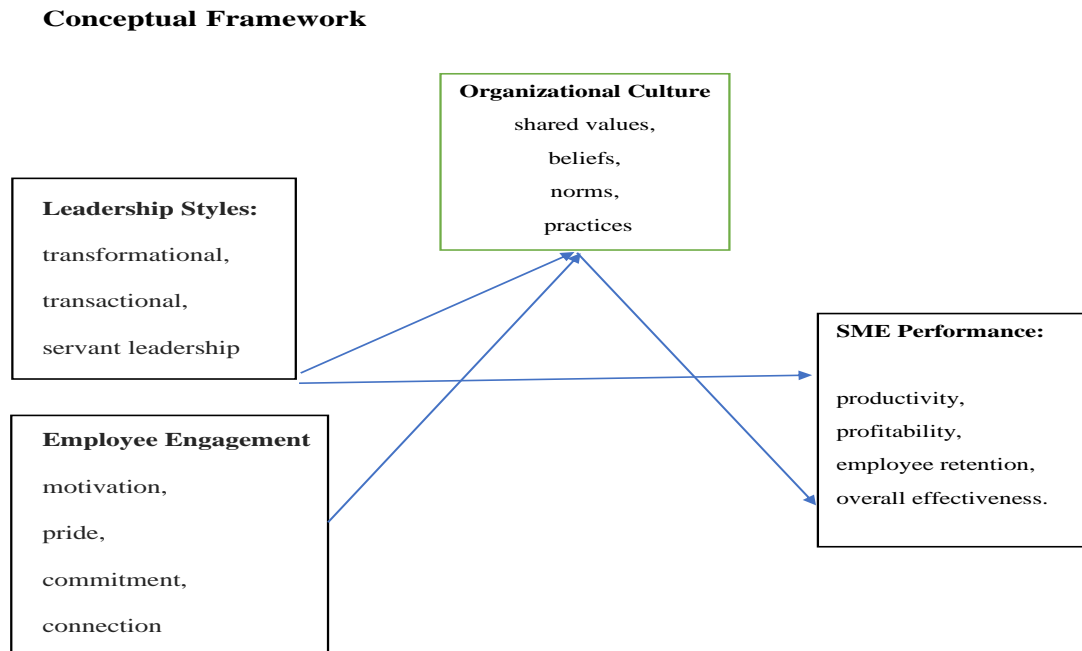 Conceptual Framework
Organizational Culture
shared values,
beliefs,
norms,
practices
Leadership Styles:
transformational,
transactional,
servant leadership
SME Performance:
productivity,
profitability,
employee retention,
overall effectiveness.
Employee Engagement
motivation,
pride,
commitment,
connection